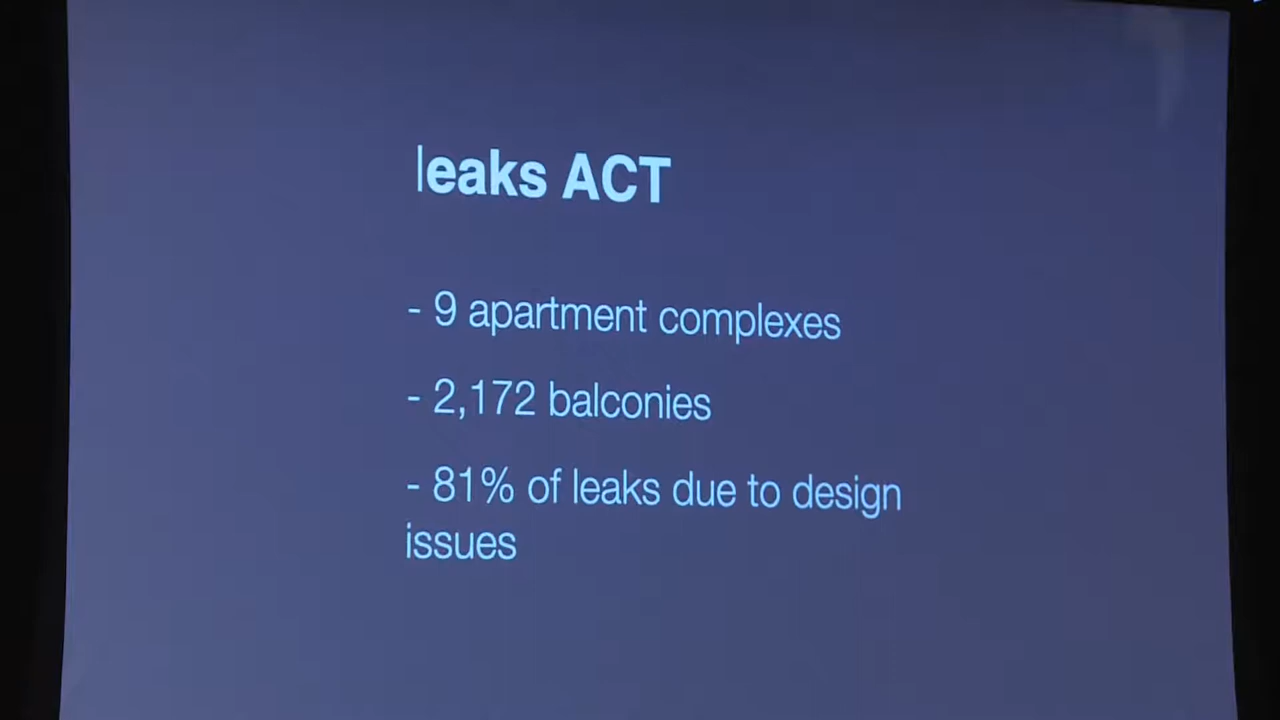 leaks ACT
- 9 apartment complexes
- 2,172 balconies
- 81% of leaks due to design
issues